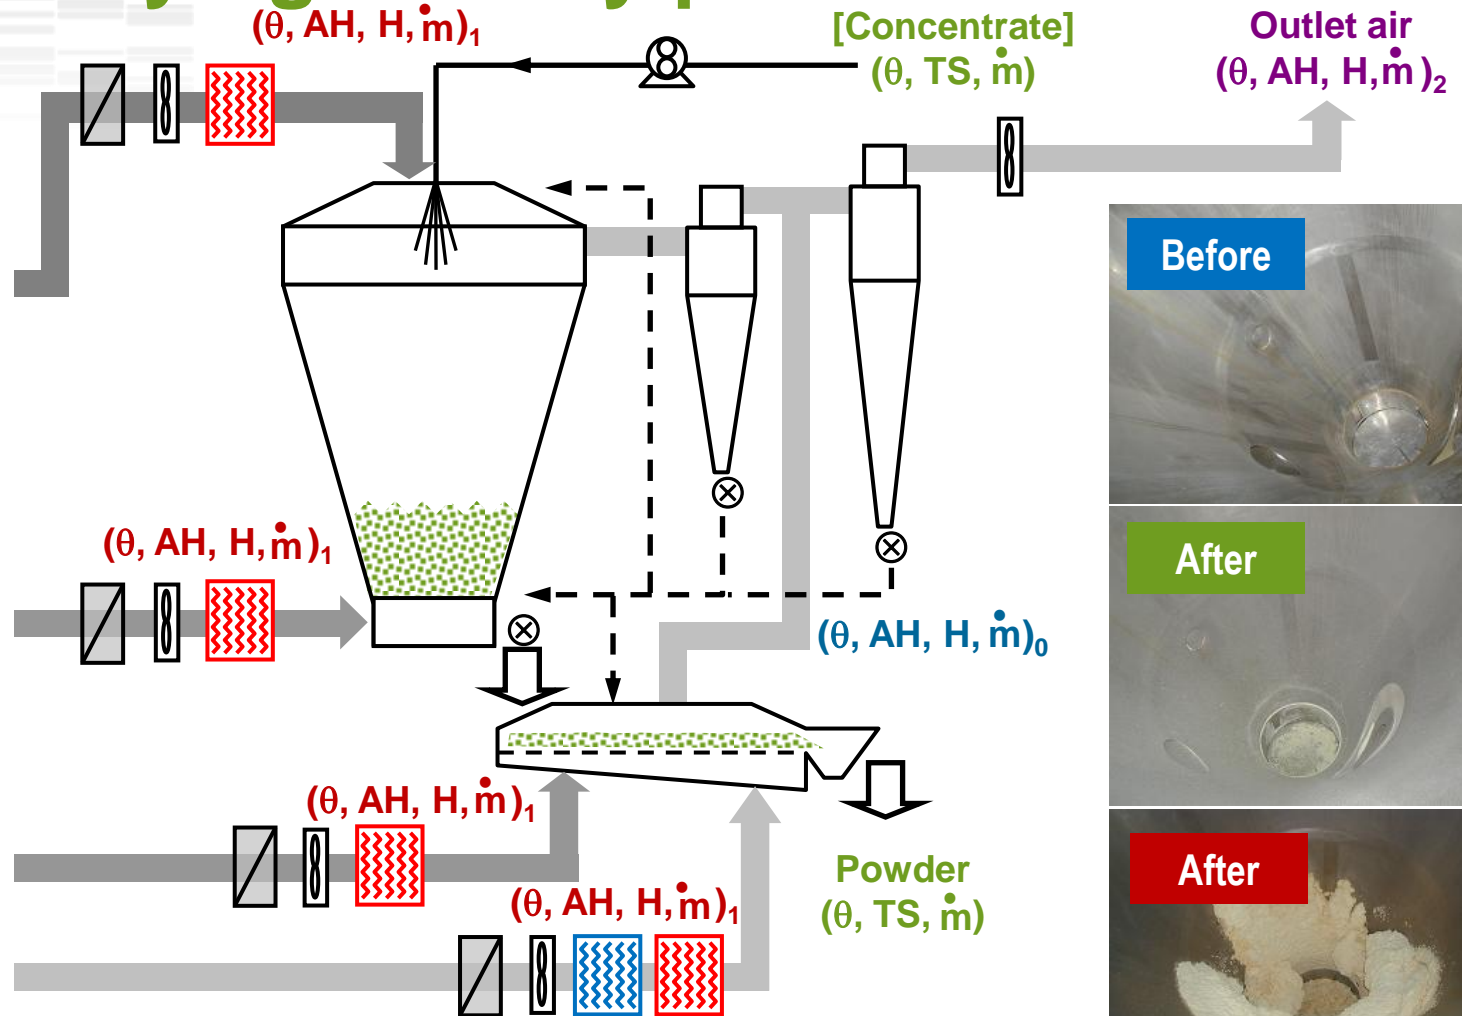 (θ, AH, H, ṁ)₁
[Concentrate]
(θ, TS, ṁ)
Outlet air
(θ, AH, H, ṁ)₂
Before
(θ, AH, H, ṁ)₁
After
(θ, AH, H, ṁ)₀
(θ, AH, H, ṁ)₁
Powder
(θ, TS, ṁ)
After
(θ, AH, H, ṁ)₁